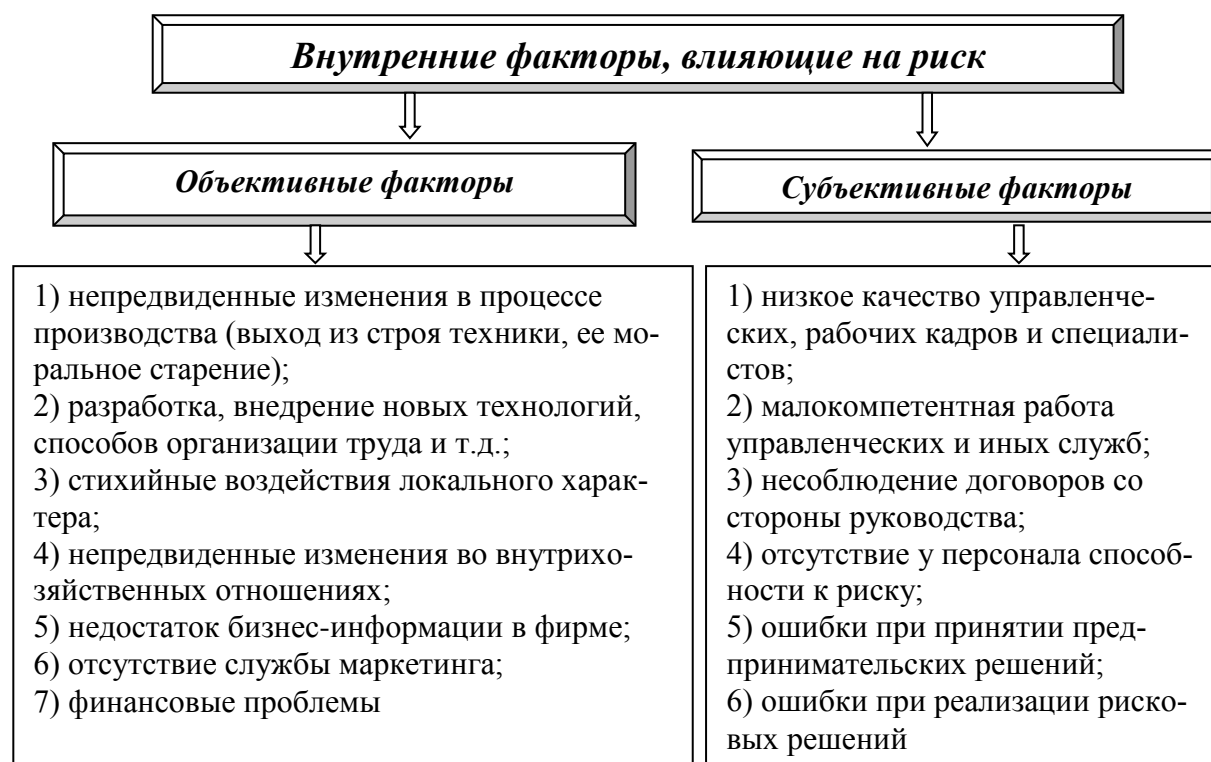 Внутренние факторы, влияющие на риск
Объективные факторы
Субъективные факторы
1) непредвиденные изменения в процессе
производства (выход из строя техники, ее мо-
ральное старение);
2) разработка, внедрение новых технологий,
способов организации труда и т.д.;
3) стихийные воздействия локального харак-
тера;
4) непредвиденные изменения во внутрихо-
зяйственных отношениях;
5) недостаток бизнес-информации в фирме;
6) отсутствие службы маркетинга;
7) финансовые проблемы
1) низкое качество управленче-
ских, рабочих кадров и специали-
стов;
2) малокомпетентная работа
управленческих и иных служб;
3) несоблюдение договоров со
стороны руководства;
4) отсутствие у персонала способ-
ности к риску;
5) ошибки при принятии пред-
принимательских решений;
6) ошибки при реализации риско-
вых решений